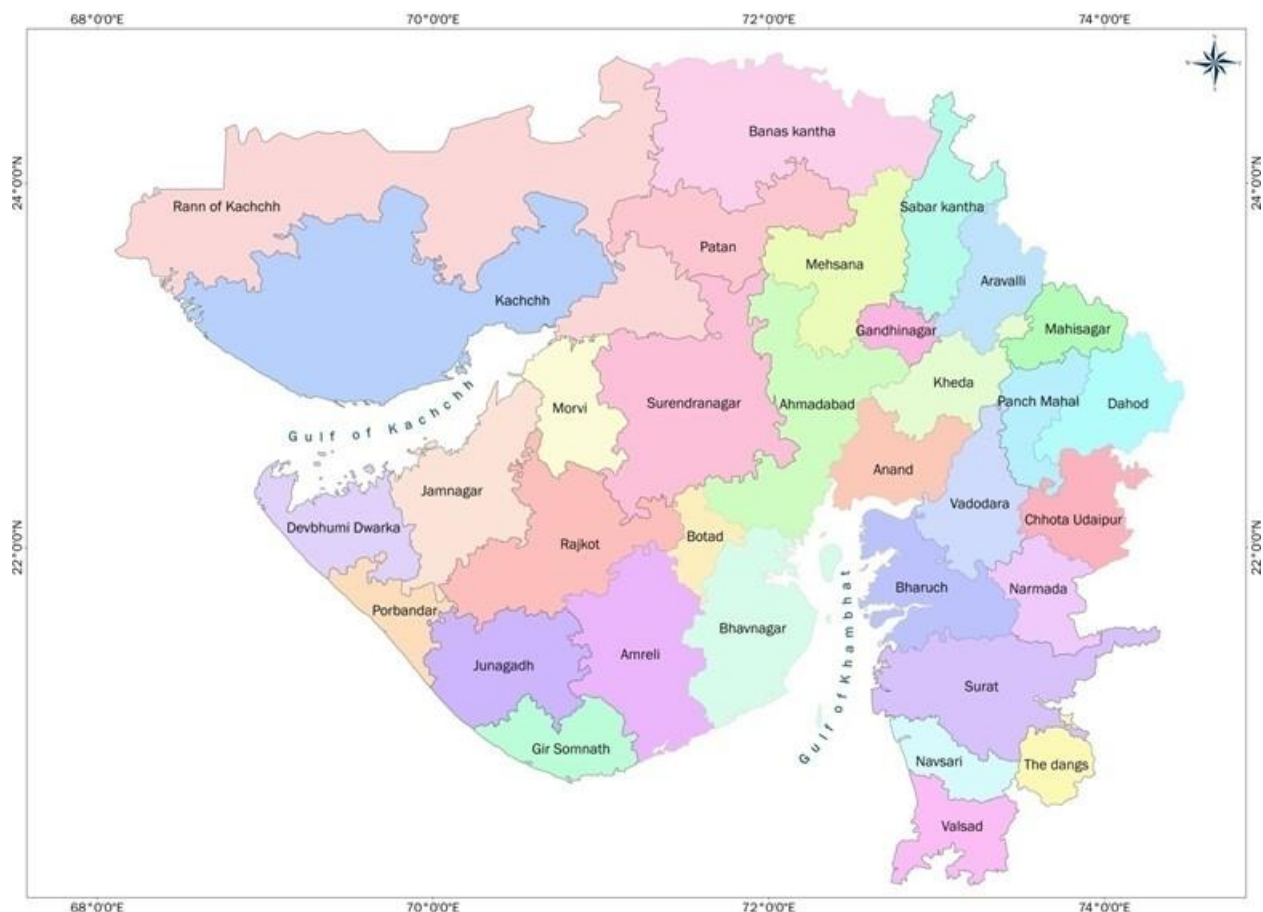 68°0'0"E
70°0'0"E
72°0'0"E
74°0'0"E
24°0'0"N
24°0'0"N
Banas kantha
Rann of Kachchh
Sabar kantha
Patan
Mehsana
Aravalli
Kachchh
Gandhinagar
Mahisagar
Kheda
Gulf of Kachchh
Morvi
Surendranagar
Ahmadabad
Panch Mahal
Dahod
Anand
Jamnagar
Vadodara
Devbhumi Dwarka
Chhota Udaipur
22°0'0"N
22°0'0"N
Rajkot
Botad
Bharuch
Narmada
Porbandar
Bhavnagar
Gulf of Khambhat
Junagadh
Amreli
Surat
Gir Somnath
Navsari
The dangs
Valsad
68°0'0"E
70°0'0"E
72°0'0"E
74°0'0"E